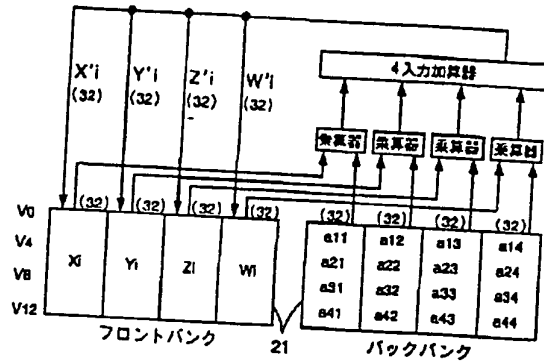 4入力加算器
X'i Y'i Z'i W'i
(32) (32) (32) (32)
乗算器 乗算器 乗算器 乗算器
(32) (32) (32) (32) (32) (32) (32) (32)
V0
V4
V8
V12
Xi Yi Zi Wi
a11 a12 a13 a14
a21 a22 a23 a24
a31 a32 a33 a34
a41 a42 a43 a44
フロントバンク 21 バックバンク